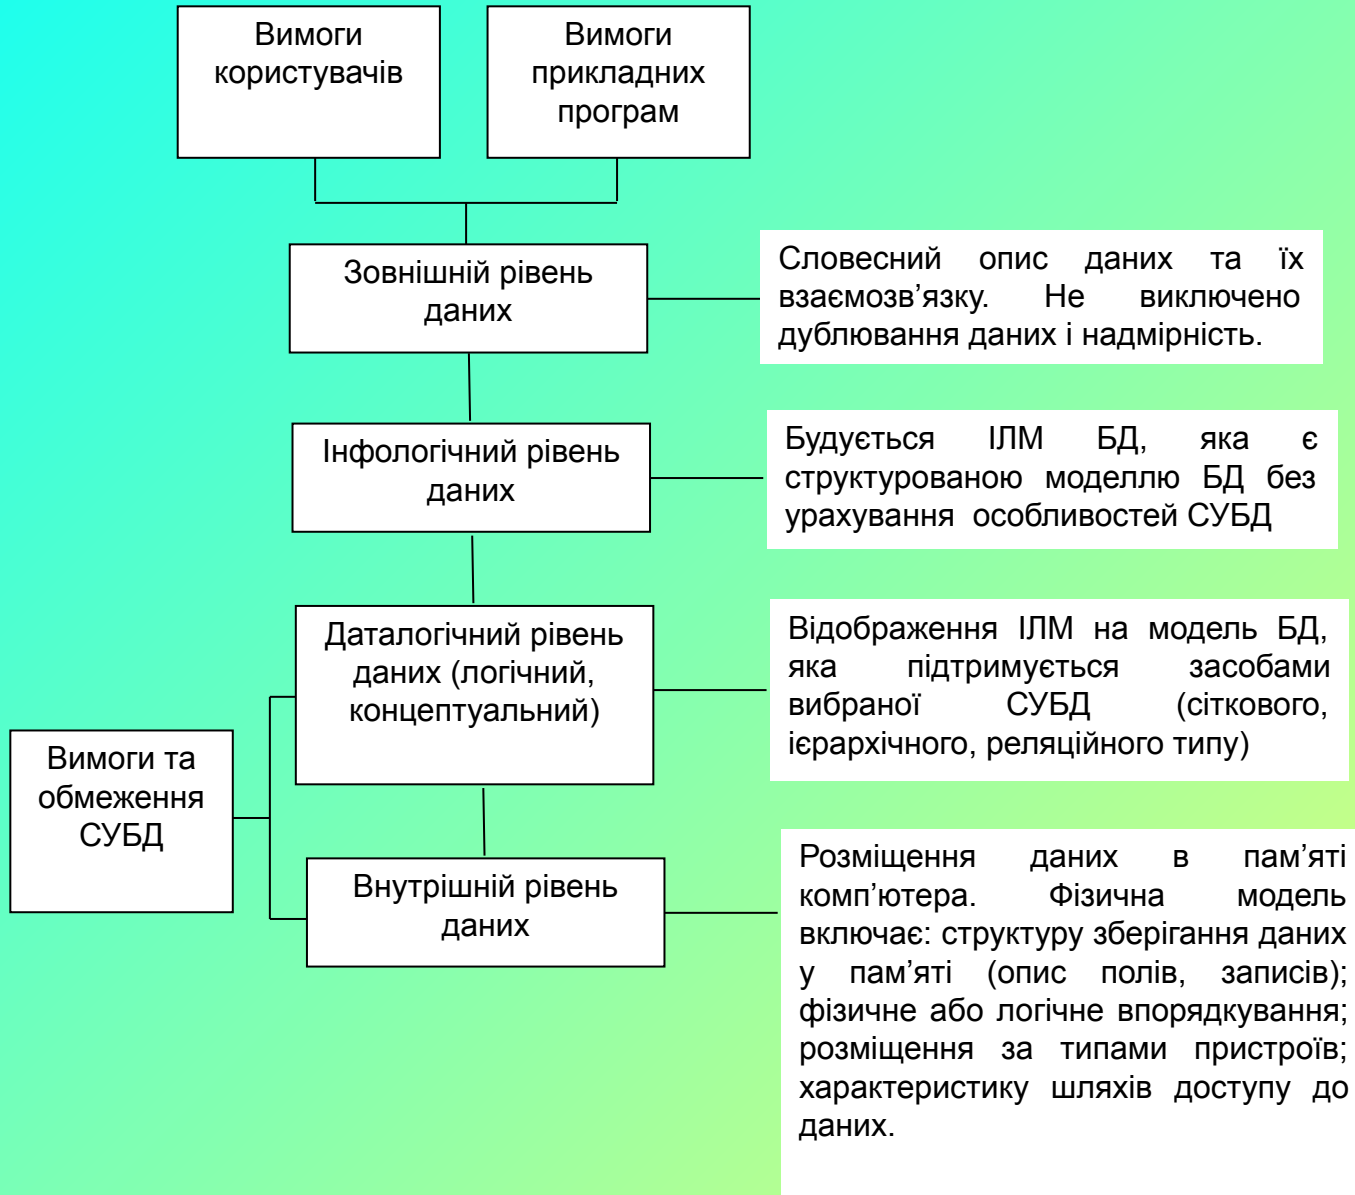 Вимоги
користувачів
Вимоги
прикладних
програм
Зовнішній рівень
даних
Словесний опис даних та їх
взаємозв’язку. Не виключено
дублювання даних і надмірність.
Інфологічний рівень
даних
Будується ІЛМ БД, яка є
структурованою моделлю БД без
урахування особливостей СУБД
Даталогічний рівень
даних (логічний,
концептуальний)
Відображення ІЛМ на модель БД,
яка підтримується засобами
вибраної СУБД (сіткового,
ієрархічного, реляційного типу)
Вимоги та
обмеження
СУБД
Внутрішній рівень
даних
Розміщення даних в пам’яті
комп’ютера. Фізична модель
включає: структуру зберігання даних
у пам’яті (опис полів, записів);
фізичне або логічне впорядкування;
розміщення за типами пристроїв;
характеристику шляхів доступу до
даних.